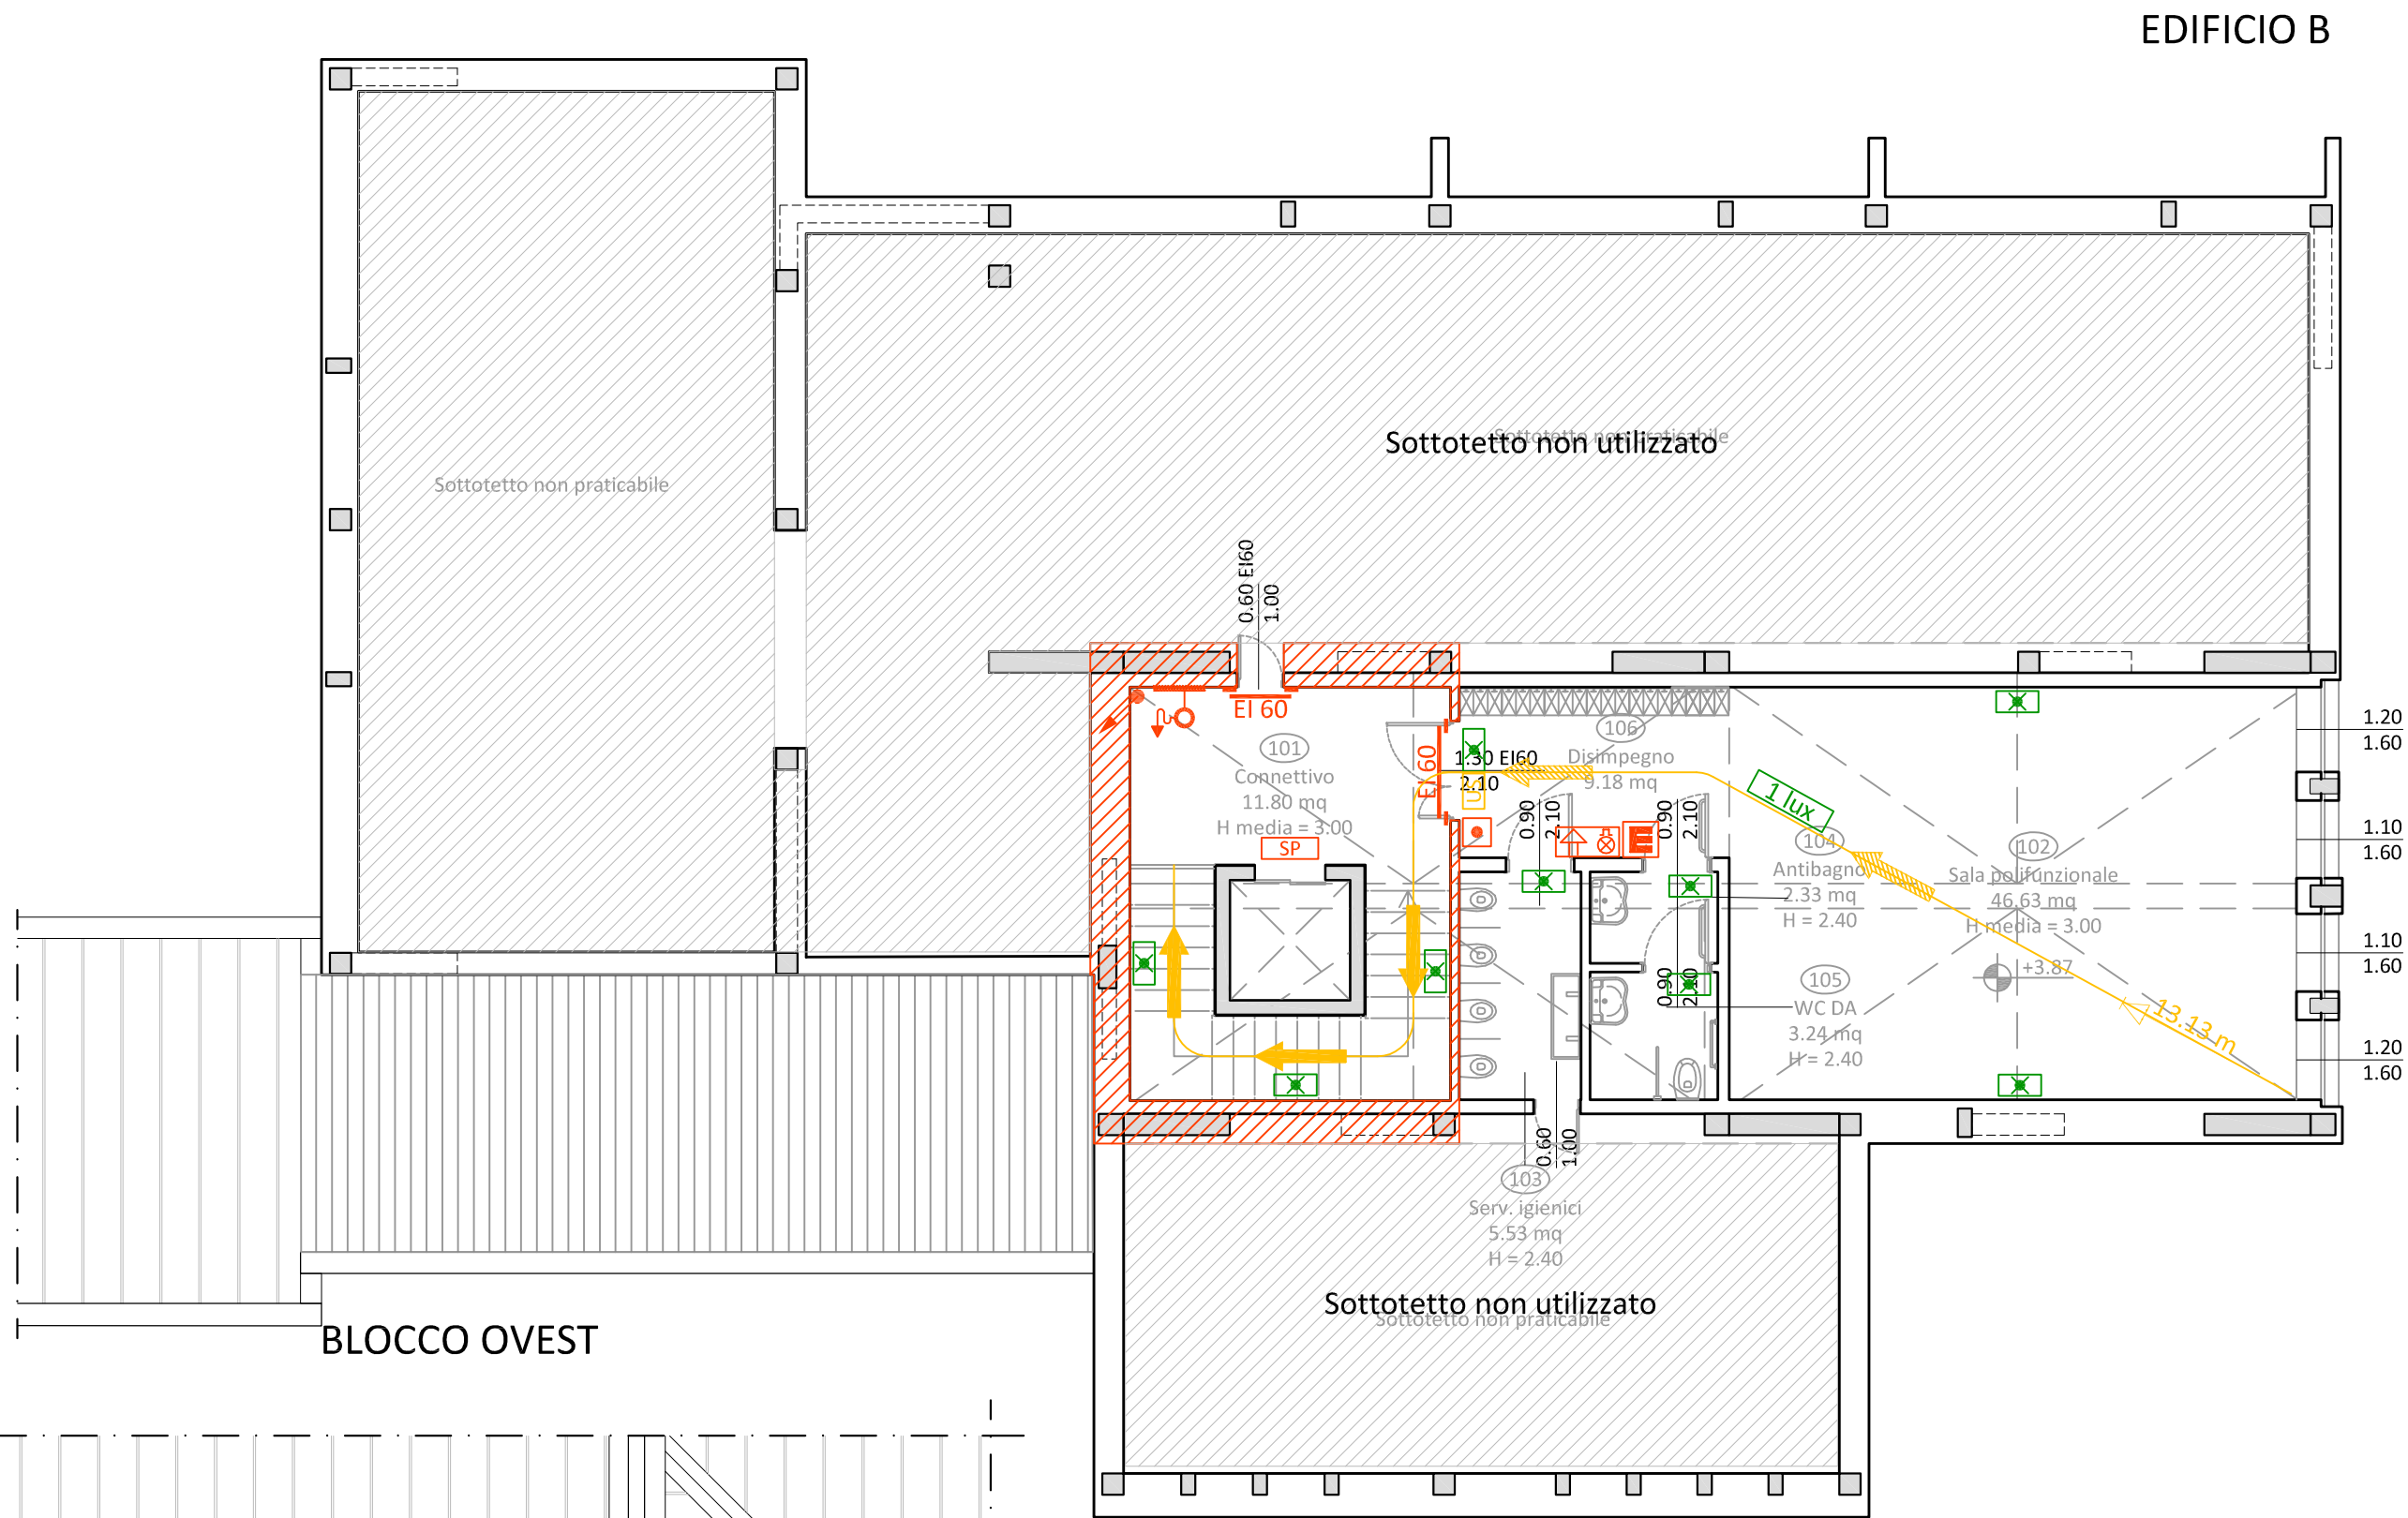 EDIFICIO B
Sottotetto non praticabile
Sottotetto non utilizzato
Sottotetto non praticabile
0.60 EI60
1.00
EI 60
101
Connettivo
11.80 mq
H media = 3.00
SP
EI 60
1.30 EI60
2.10
US
106
Disimpegno
9.18 mq
1 lux
0.90
2.10
0.90
2.10
104
Antibagno
2.33 mq
H = 2.40
102
Sala polifunzionale
46.63 mq
H media = 3.00
+3.87
105
WC DA
3.24 mq
H = 2.40
0.90
2.10
13.13 m
1.20
1.60
1.10
1.60
1.10
1.60
1.20
1.60
0.60
1.00
103
Serv. igienici
5.53 mq
H = 2.40
Sottotetto non utilizzato
Sottotetto non praticabile
BLOCCO OVEST